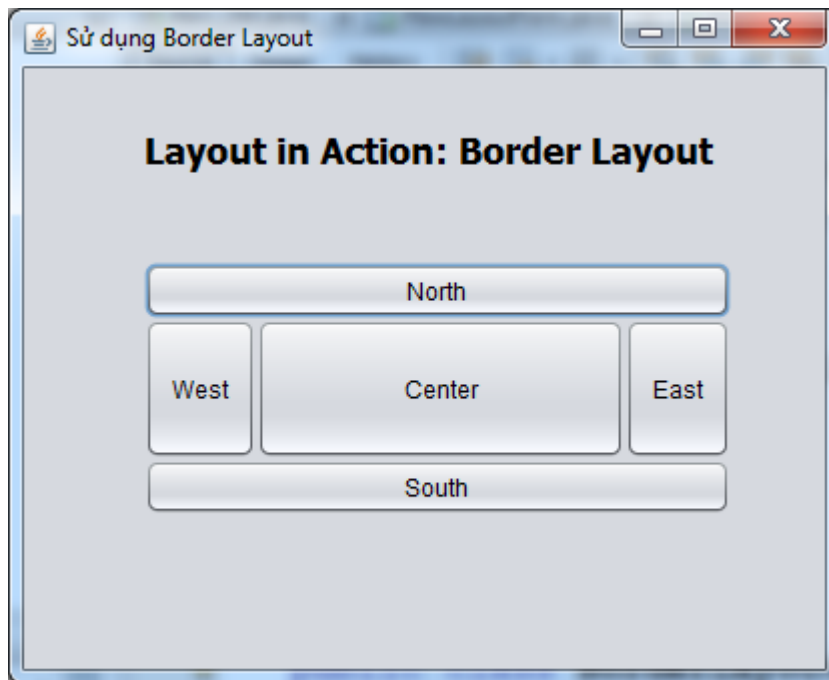 Sử dụng Border Layout
Layout in Action: Border Layout
North
West Center East
South